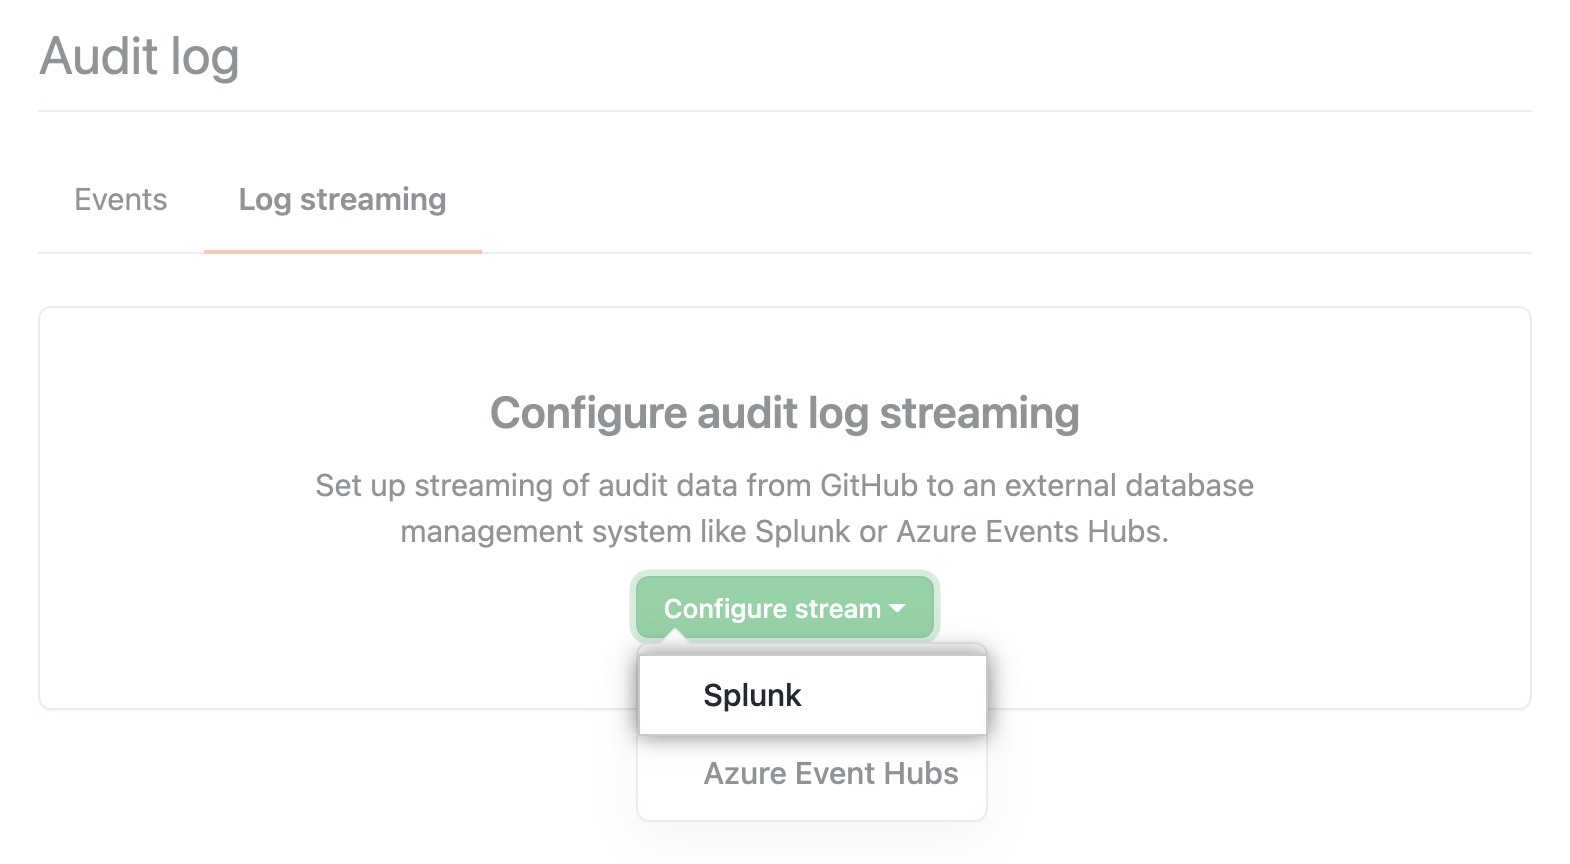 Audit log
Events
Log streaming
Configure audit log streaming
Set up streaming of audit data from GitHub to an external database
management system like Splunk or Azure Events Hubs.
Configure stream
Splunk
Azure Event Hubs